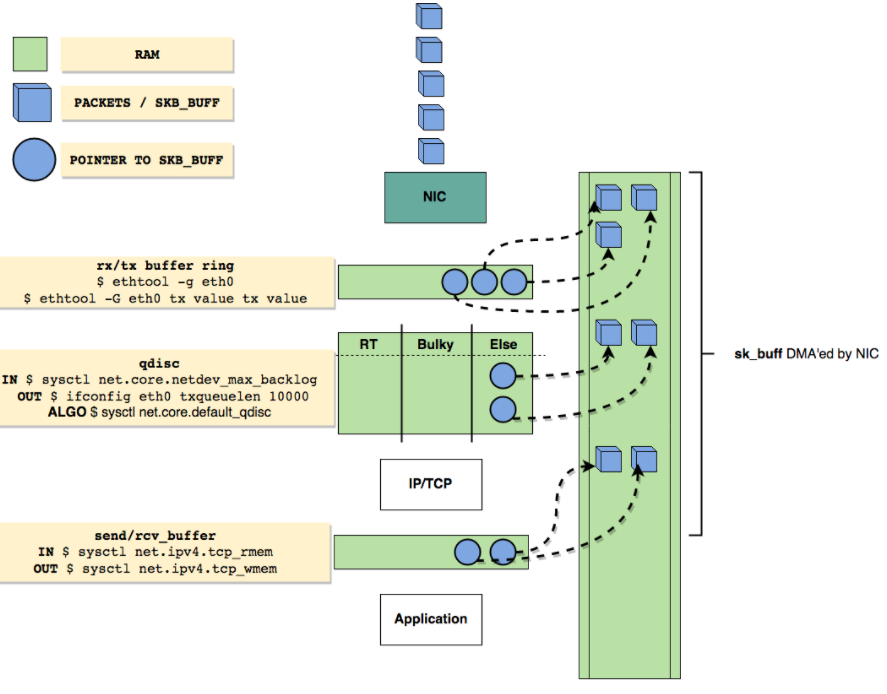 RAM
PACKETS / SKB_BUFF
POINTER TO SKB_BUFF
NIC
rx/tx buffer ring
$ ethtool -g eth0
$ ethtool -G eth0 tx value tx value
RT
Bulky
Else
qdisc
IN $ sysctl net.core.netdev_max_backlog
OUT $ ifconfig eth0 txqueuelen 10000
ALGO $ sysctl net.core.default_qdisc
sk_buff DMA'ed by NIC
IP/TCP
send/rcv_buffer
IN $ sysctl net.ipv4.tcp_rmem
OUT $ sysctl net.ipv4.tcp_wmem
Application